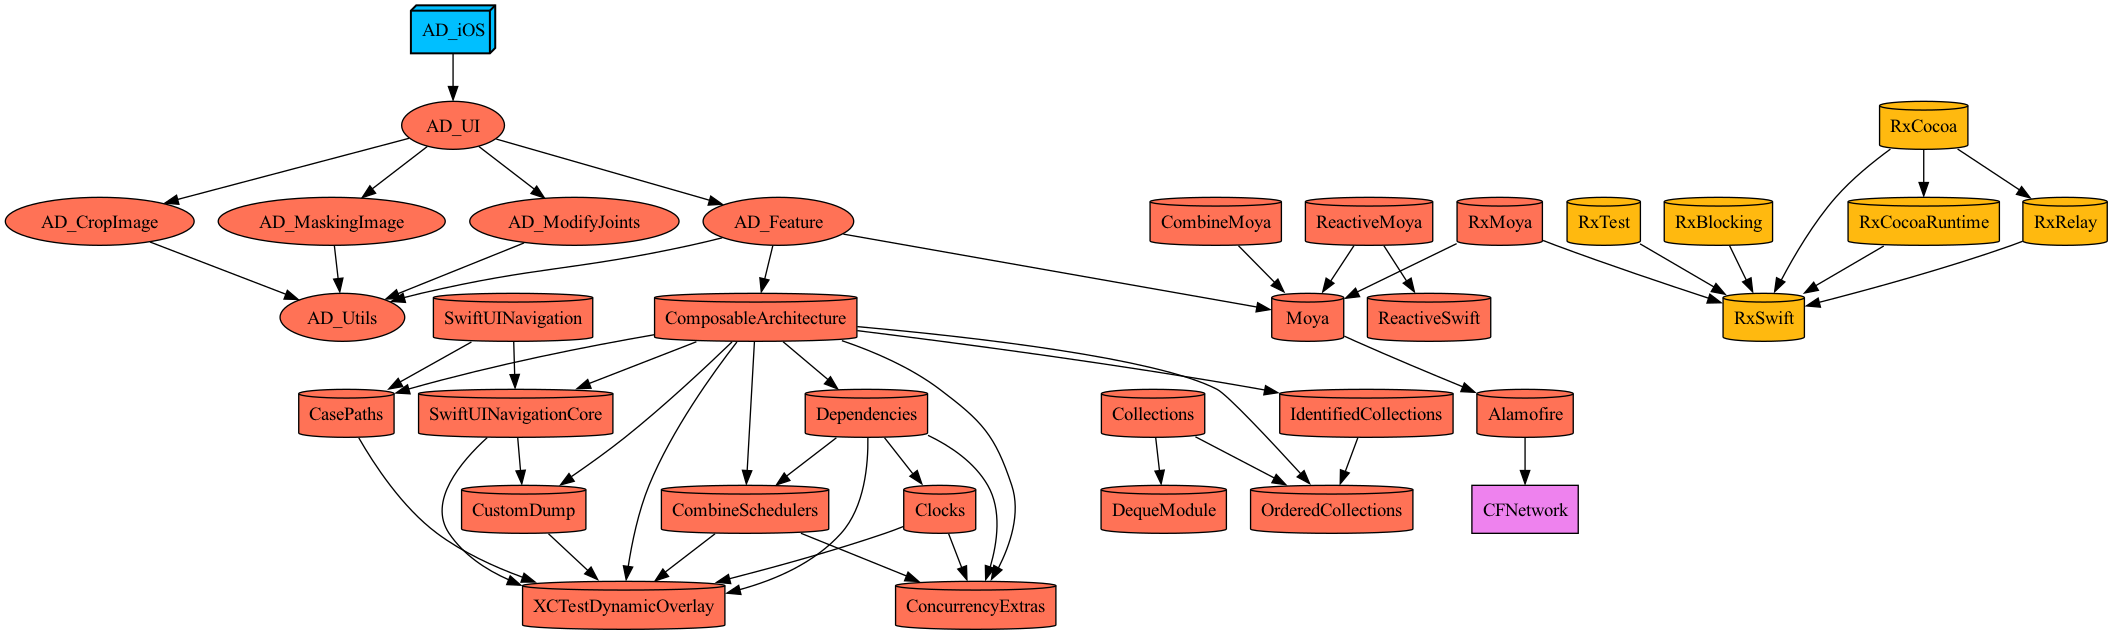 AD_iOS
AD_UI
RxCocoa
AD_CropImage
AD_MaskingImage
AD_ModifyJoints
AD_Feature
CombineMoya
ReactiveMoya
RxMoya
RxTest
RxBlocking
RxCocoaRuntime
RxRelay
AD_Utils
SwiftUINavigation
ComposableArchitecture
Moya
ReactiveSwift
RxSwift
CasePaths
SwiftUINavigationCore
Dependencies
Collections
IdentifiedCollections
Alamofire
CustomDump
CombineSchedulers
Clocks
DequeModule
OrderedCollections
CFNetwork
XCTestDynamicOverlay
ConcurrencyExtras